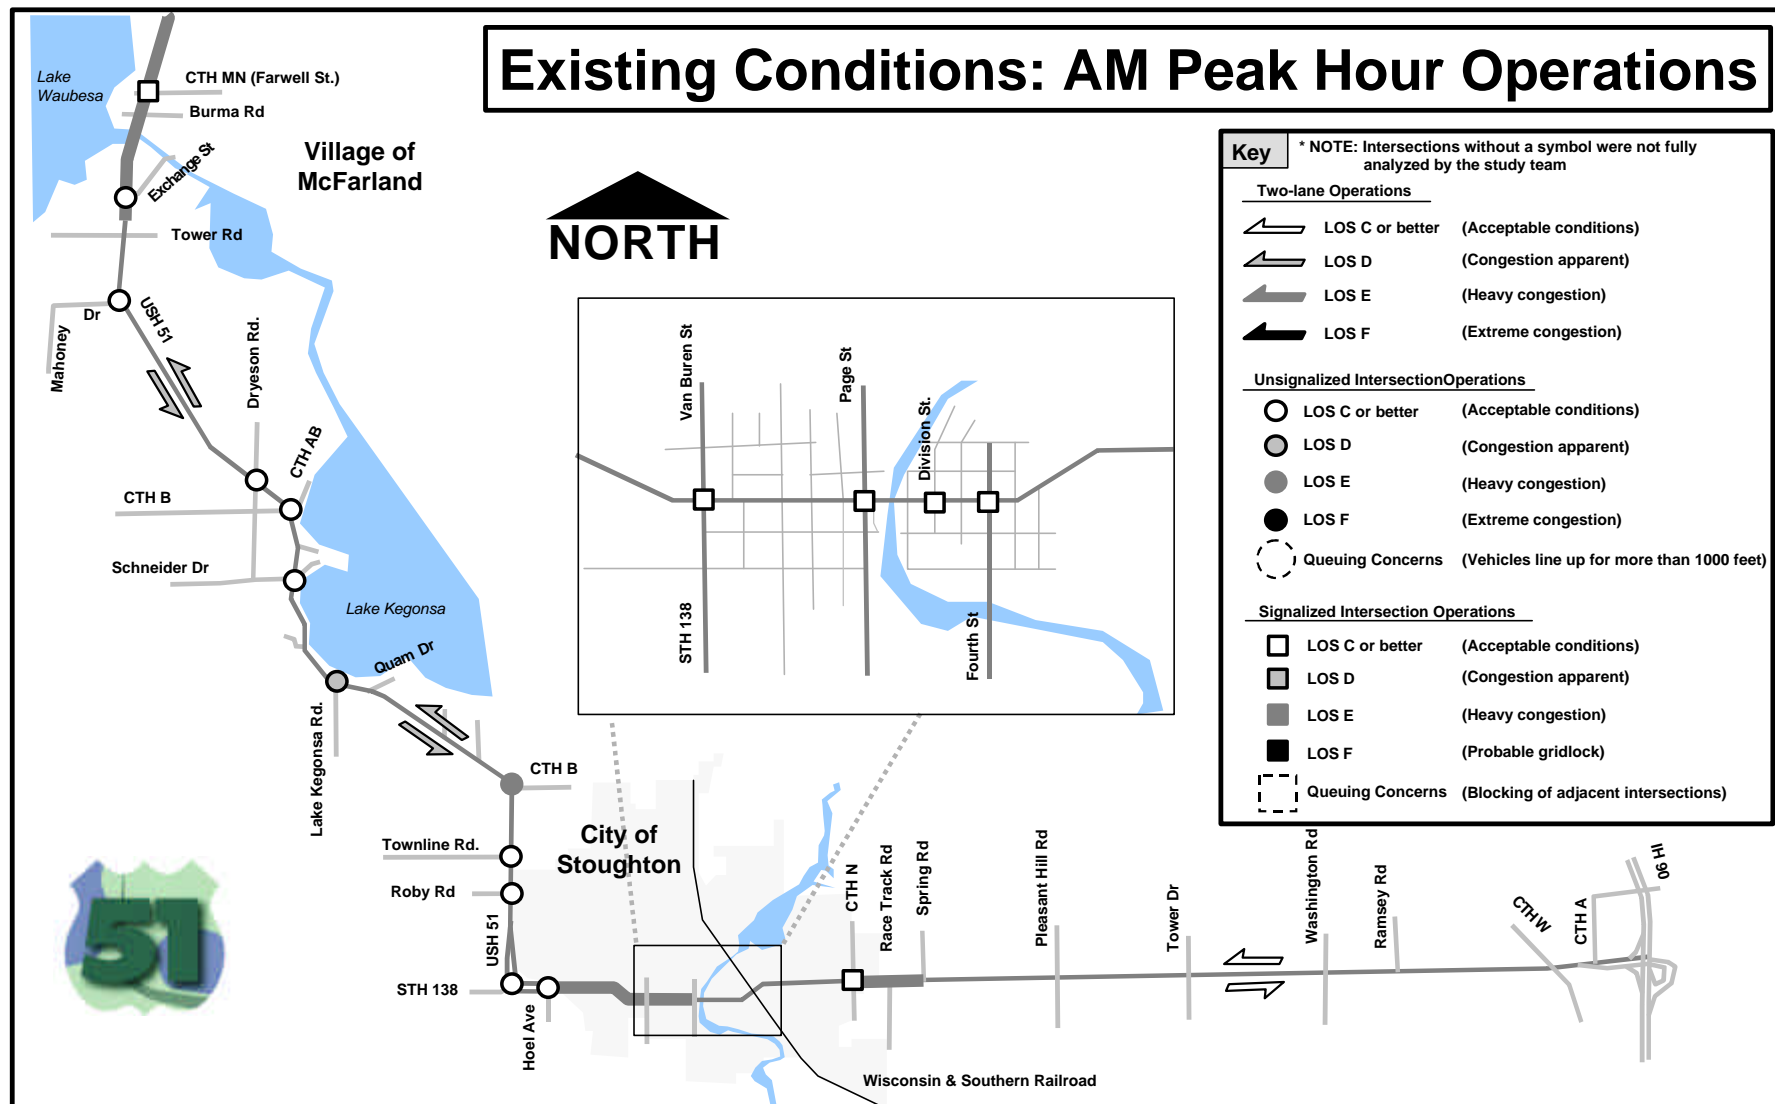 Existing Conditions: AM Peak Hour Operations
Lake
Waubesa
CTH MN (Farwell St.)
Burma Rd
Exchange St
Village of
McFarland
Tower Rd
NORTH
Dr
Mahoney
USH 51
Dryeson Rd.
CTH AB
CTH B
Schneider Dr
Lake Kegonsa
Quam Dr
Lake Kegonsa Rd.
CTH B
Townline Rd.
Roby Rd
USH 51
STH 138
Hoel Ave
City of
Stoughton
Van Buren St
Page St
Division St.
STH 138
Fourth St
CTH N
Race Track Rd
Spring Rd
Pleasant Hill Rd
Tower Dr
Washington Rd
Ramsey Rd
CTH W
CTH A
IH 90
Wisconsin & Southern Railroad
51
Key
* NOTE: Intersections without a symbol were not fully
analyzed by the study team
Two-lane Operations
LOS C or better (Acceptable conditions)
LOS D (Congestion apparent)
LOS E (Heavy congestion)
LOS F (Extreme congestion)
Unsignalized IntersectionOperations
LOS C or better (Acceptable conditions)
LOS D (Congestion apparent)
LOS E (Heavy congestion)
LOS F (Extreme congestion)
Queuing Concerns (Vehicles line up for more than 1000 feet)
Signalized Intersection Operations
LOS C or better (Acceptable conditions)
LOS D (Congestion apparent)
LOS E (Heavy congestion)
LOS F (Probable gridlock)
Queuing Concerns (Blocking of adjacent intersections)